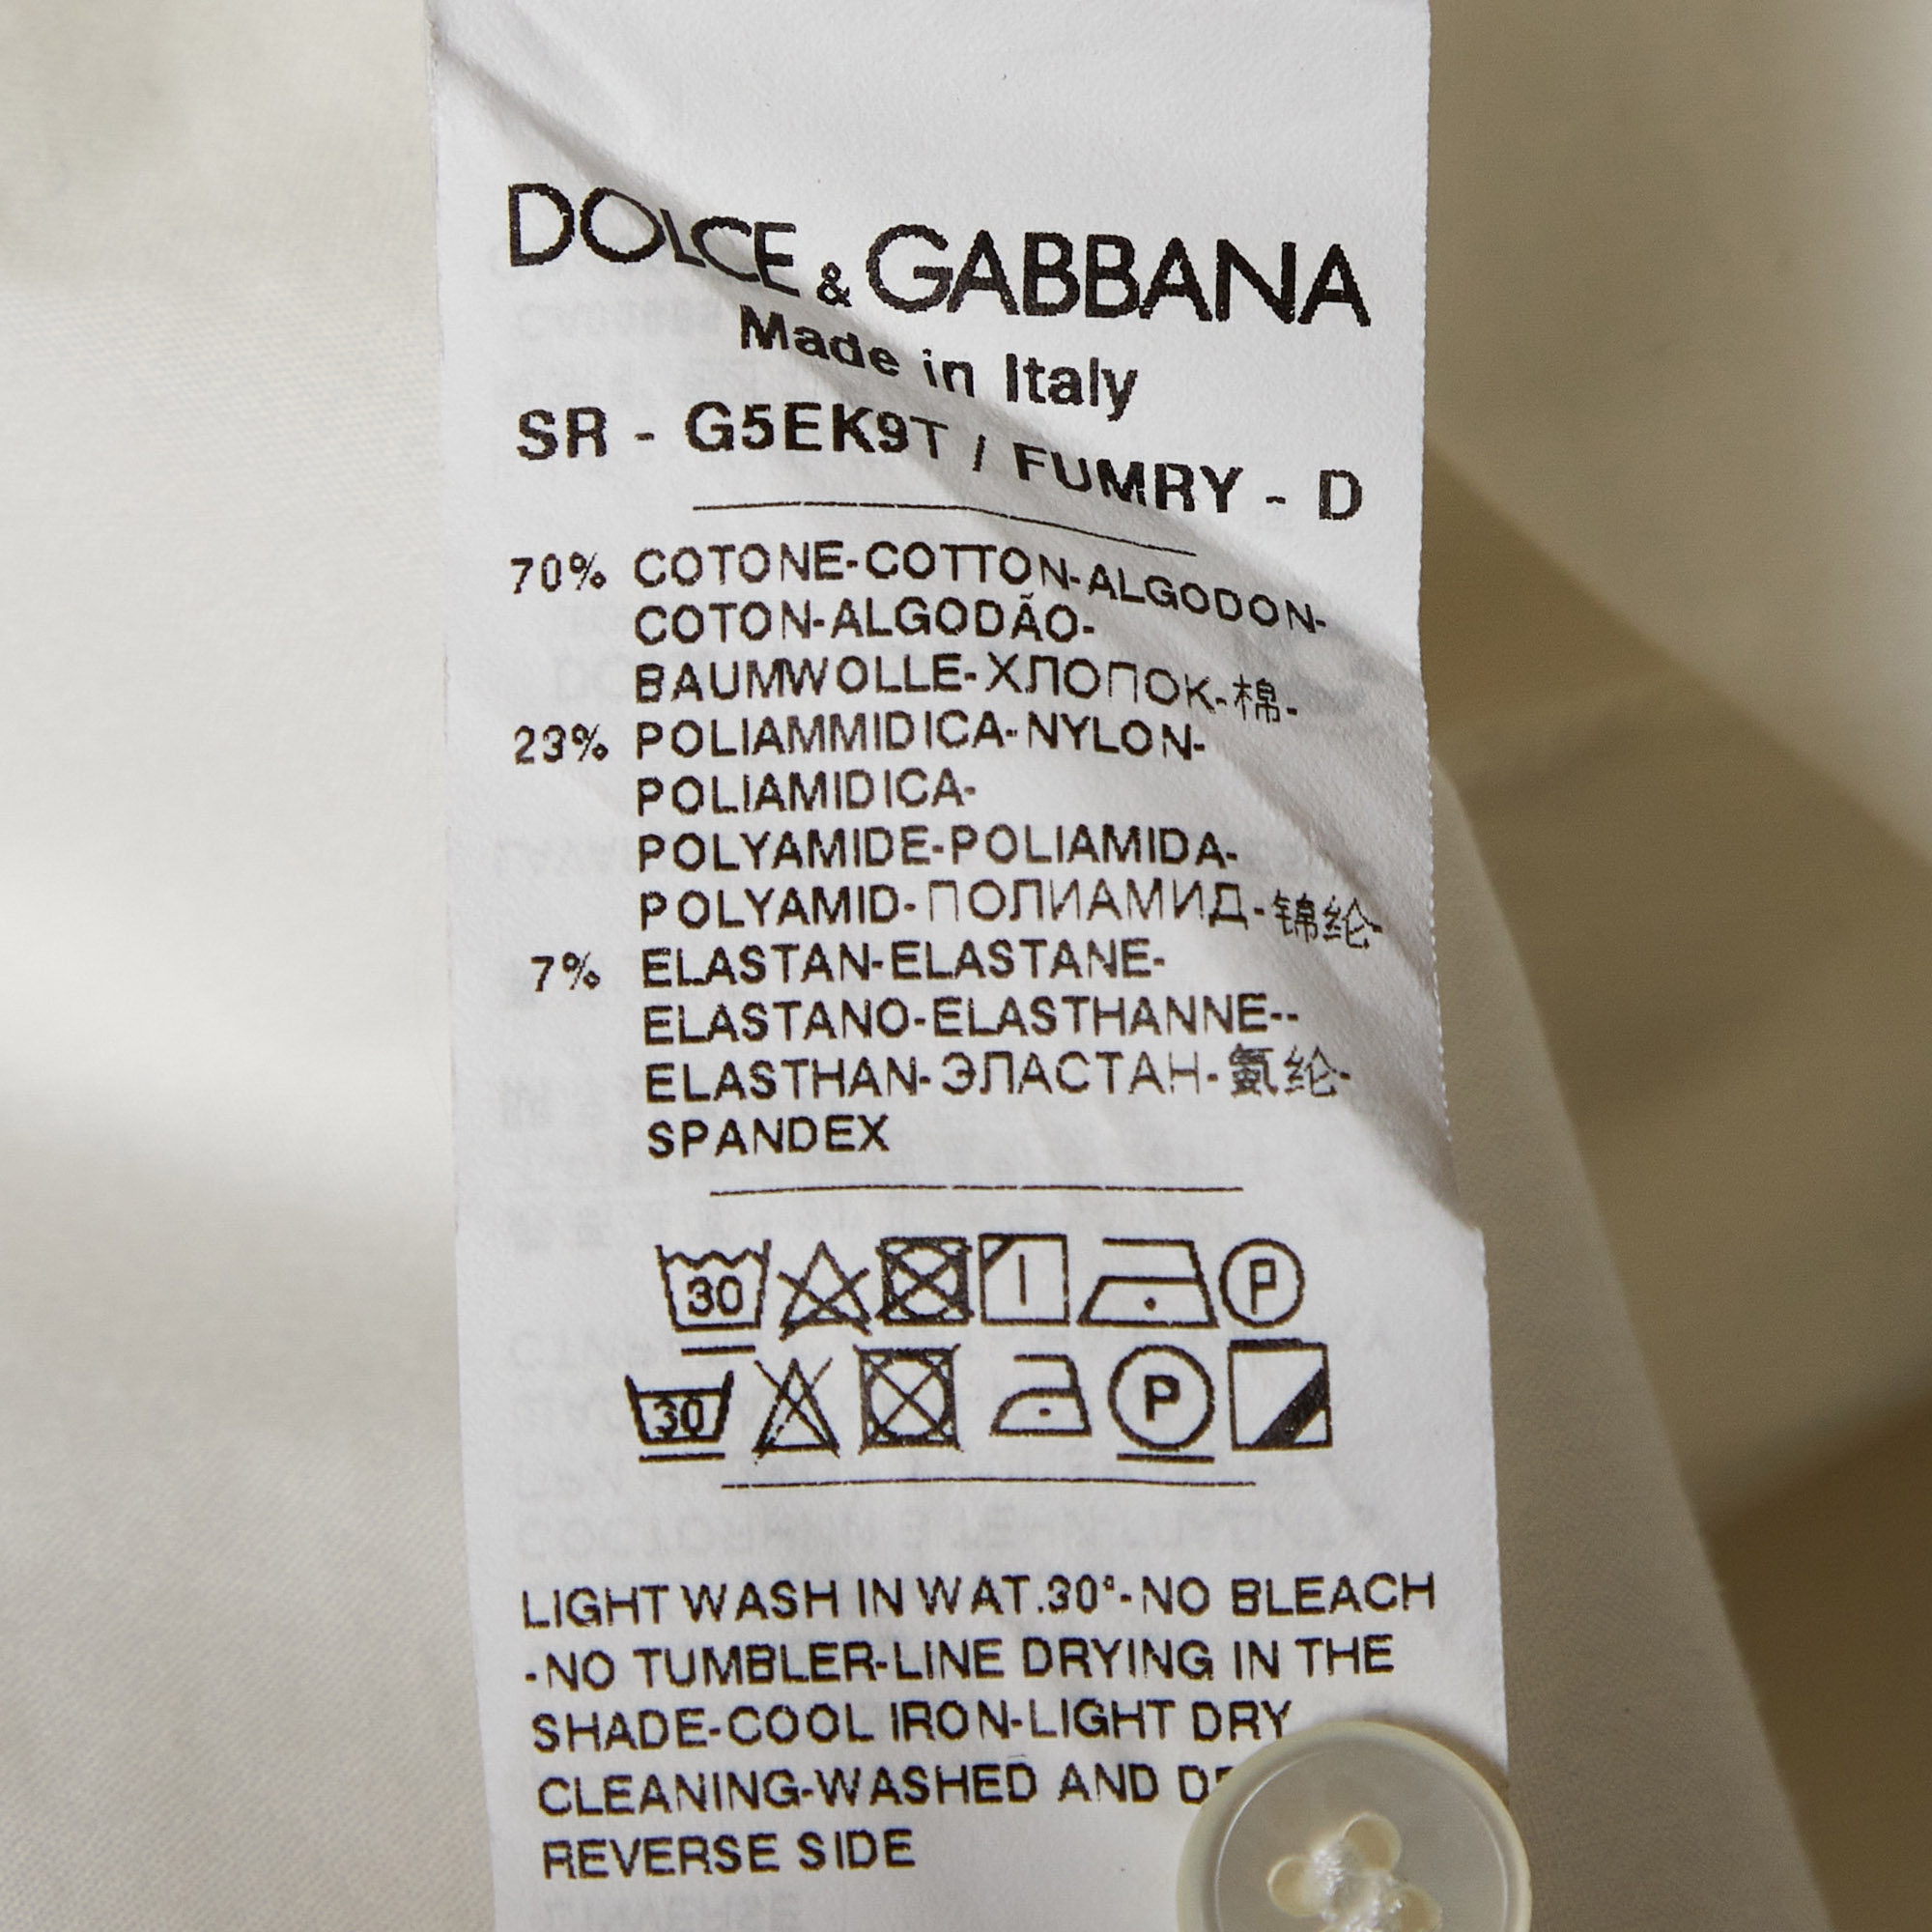 DOLCE & GABBANA
Made in Italy
SR - G5EK9T / FUMRY - D
70% COTONE-COTTON-ALGODON-
COTON-ALGODÃO-
BAUMWOLLE-ХЛОПОК-棉-
23% POLIAMMIDICA-NYLON-
POLIAMIDICA-
POLYAMIDE-POLIAMIDA-
POLYAMID-ПОЛИАМИД-锦纶-
7% ELASTAN-ELASTANE-
ELASTANO-ELASTHANNE--
ELASTHAN-ЭЛАСТАН-氨纶-
SPANDEX
30 P
30 P
LIGHT WASH IN WAT.30°-NO BLEACH
-NO TUMBLER-LINE DRYING IN THE
SHADE-COOL IRON-LIGHT DRY
CLEANING-WASHED AND
REVERSE SIDE